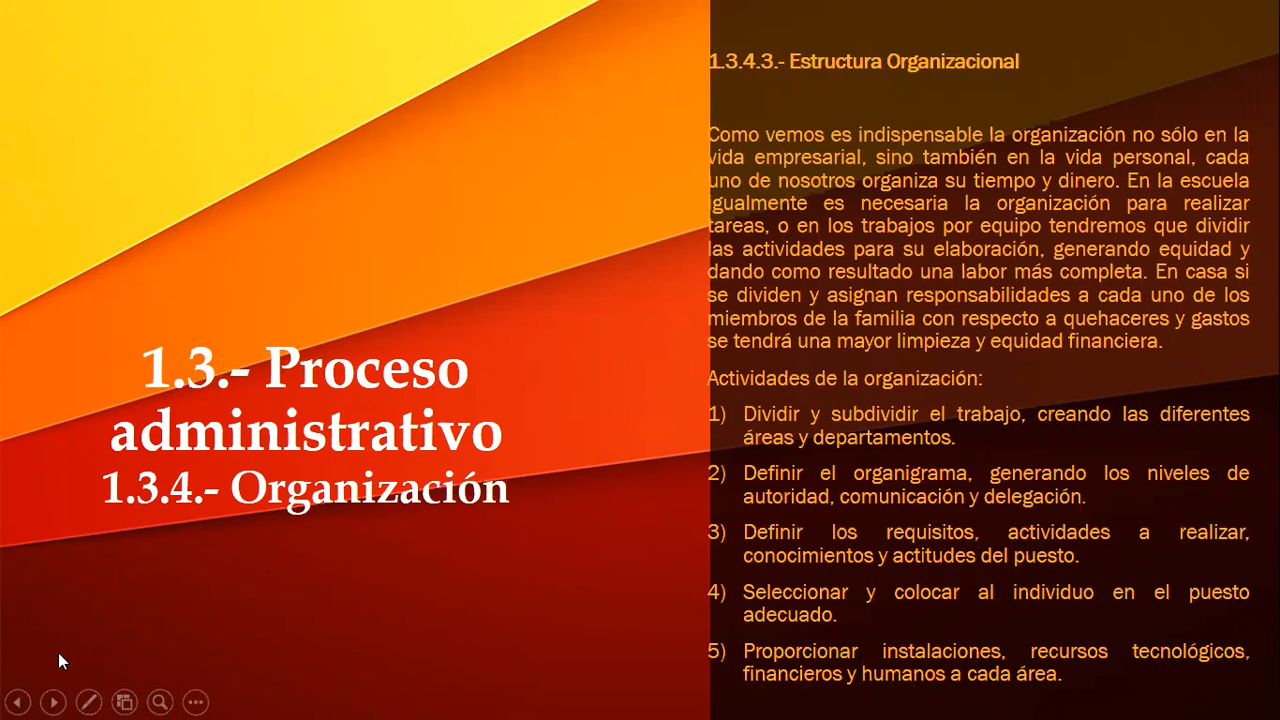 1.3.- Proceso
administrativo
1.3.4.- Organización
1.3.4.3.- Estructura Organizacional
Como vemos es indispensable la organización no sólo en la
vida empresarial, sino también en la vida personal, cada
uno de nosotros organiza su tiempo y dinero. En la escuela
igualmente es necesaria la organización para realizar
tareas, o en los trabajos por equipo tendremos que dividir
las actividades para su elaboración, generando equidad y
dando como resultado una labor más completa. En casa si
se dividen y asignan responsabilidades a cada uno de los
miembros de la familia con respecto a quehaceres y gastos
se tendrá una mayor limpieza y equidad financiera.
Actividades de la organización:
1) Dividir y subdividir el trabajo, creando las diferentes
áreas y departamentos.
2) Definir el organigrama, generando los niveles de
autoridad, comunicación y delegación.
3) Definir los requisitos, actividades a realizar,
conocimientos y actitudes del puesto.
4) Seleccionar y colocar al individuo en el puesto
adecuado.
5) Proporcionar instalaciones, recursos tecnológicos,
financieros y humanos a cada área.